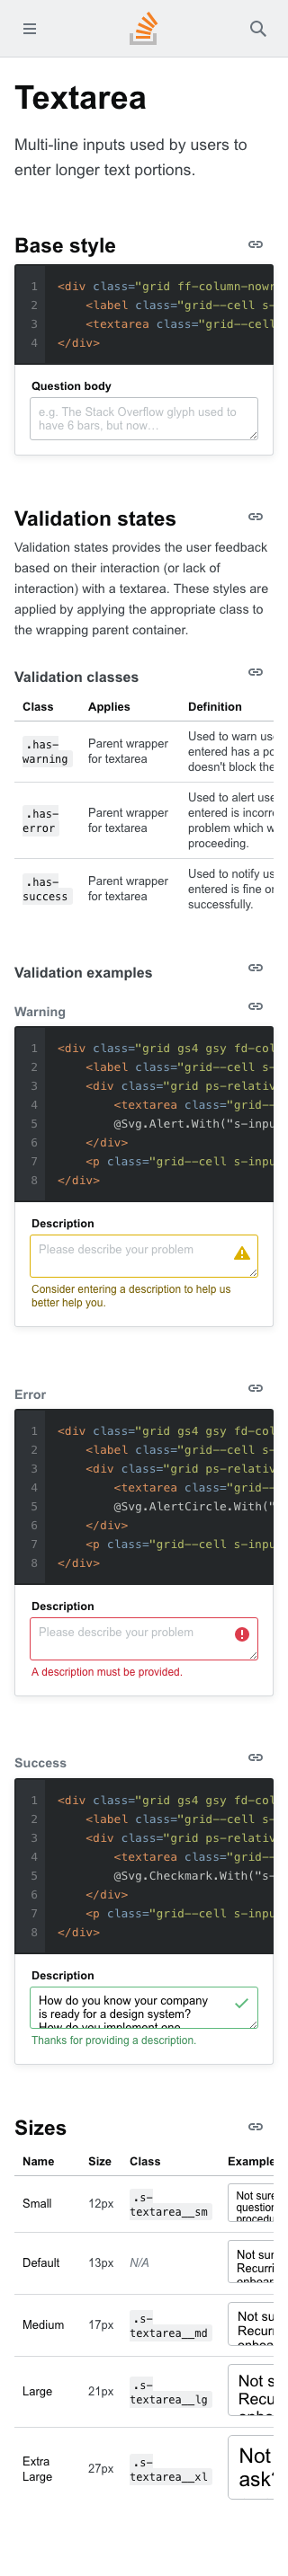 Textarea
Multi-line inputs used by users to
enter longer text portions.
Base style
1 <div class="grid ff-column-nowr
2 <label class="grid--cell s-
3 <textarea class="grid--cell
4 </div>
Question body
e.g. The Stack Overflow glyph used to
have 6 bars, but now…
Validation states
Validation states provides the user feedback
based on their interaction (or lack of
interaction) with a textarea. These styles are
applied by applying the appropriate class to
the wrapping parent container.
Validation classes
Class Applies Definition
.has-warning Parent wrapper for textarea Used to warn us
entered has a po
doesn't block the
.has-error Parent wrapper for textarea Used to alert use
entered is incorre
problem which w
proceeding.
.has-success Parent wrapper for textarea Used to notify us
entered is fine or
successfully.
Validation examples
Warning
1 <div class="grid gs4 gsy fd-col
2 <label class="grid--cell s-
3 <div class="grid ps-relativ
4 <textarea class="grid--
5 @Svg.Alert.With("s-inpu
6 </div>
7 <p class="grid--cell s-inpu
8 </div>
Description
Please describe your problem
Consider entering a description to help us
better help you.
Error
1 <div class="grid gs4 gsy fd-col
2 <label class="grid--cell s-
3 <div class="grid ps-relativ
4 <textarea class="grid--
5 @Svg.AlertCircle.With("
6 </div>
7 <p class="grid--cell s-inpu
8 </div>
Description
Please describe your problem
A description must be provided.
Success
1 <div class="grid gs4 gsy fd-col
2 <label class="grid--cell s-
3 <div class="grid ps-relativ
4 <textarea class="grid--
5 @Svg.Checkmark.With("s-
6 </div>
7 <p class="grid--cell s-inpu
8 </div>
Description
How do you know your company
is ready for a design system?
How do you implement one
Thanks for providing a description.
Sizes
Name Size Class Example
Small 12px .s-textarea__sm Not sure
question
procedu
Default 13px N/A Not sur
Recurri
onboar
Medium 17px .s-textarea__md Not su
Recurr
Large 21px .s-textarea__lg Not s
Recu
Extra Large 27px .s-textarea__xl Not
ask'